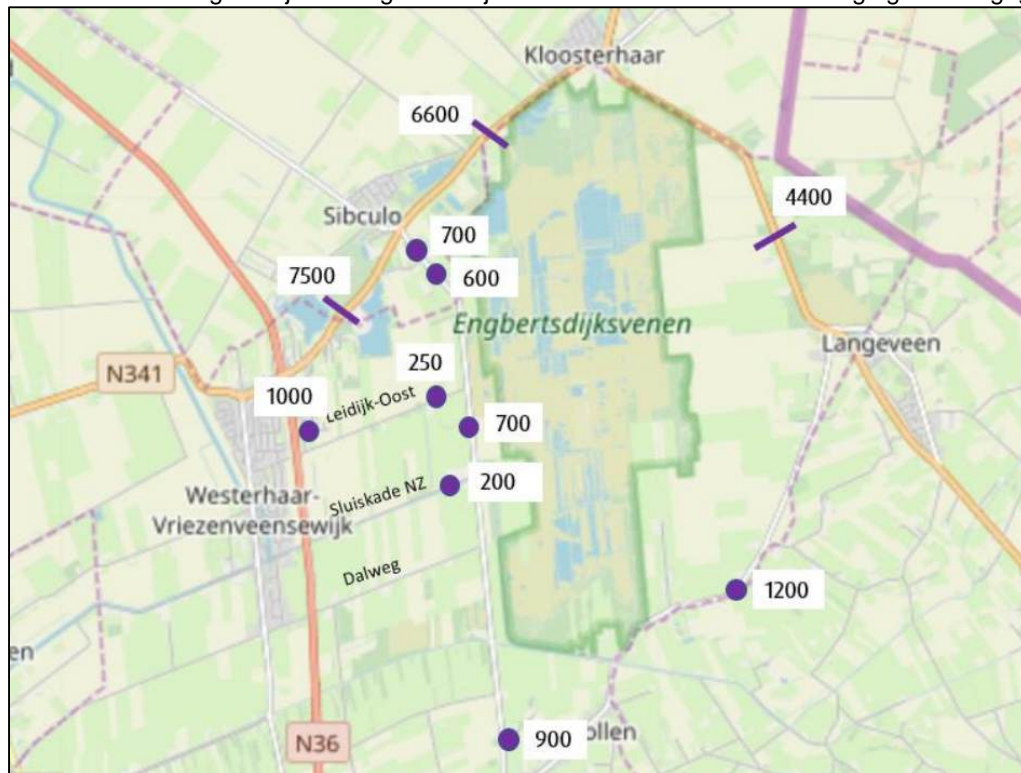 Kloosterhaar
6600
4400
Sibculo
700
600
7500
Engbertsdijksvenen
Langeveen
N341
250
1000
Leidijk-Oost
700
Sluiskade NZ
200
Westerhaar-
Vriezenveensewijk
Dalweg
1200
en
900
ollen
N36